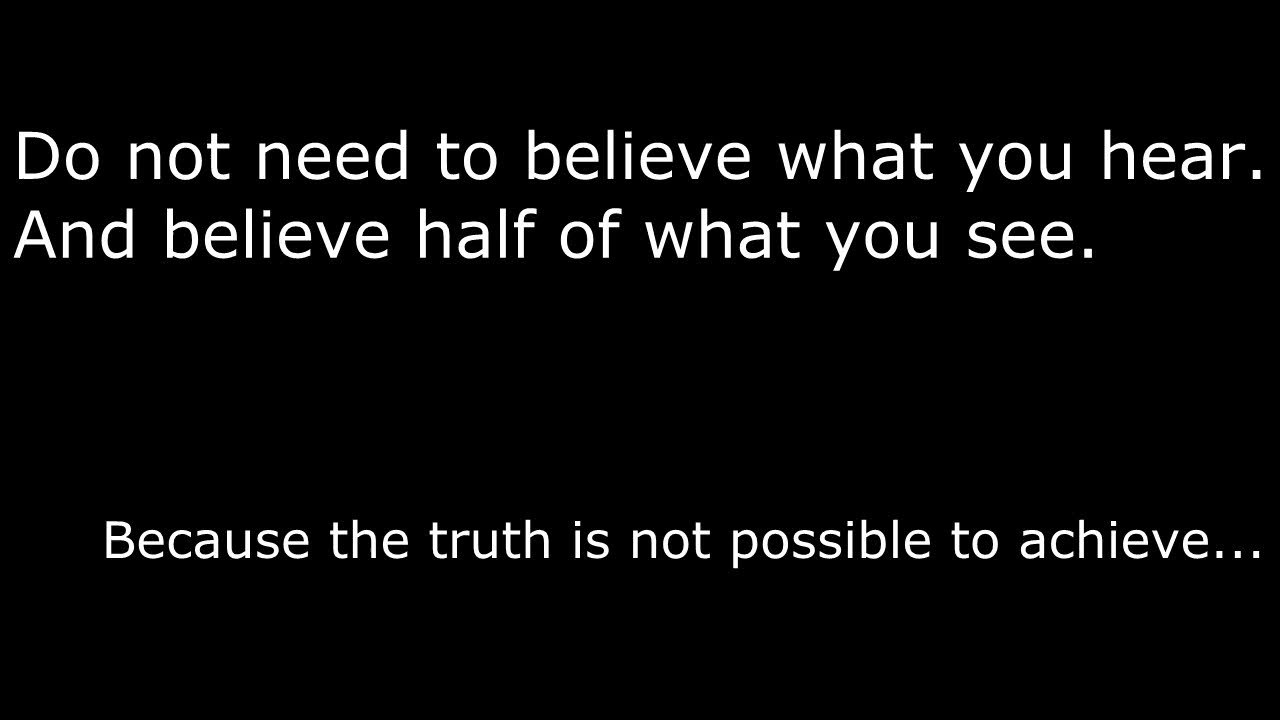 Do not need to believe what you hear.
And believe half of what you see.
Because the truth is not possible to achieve...